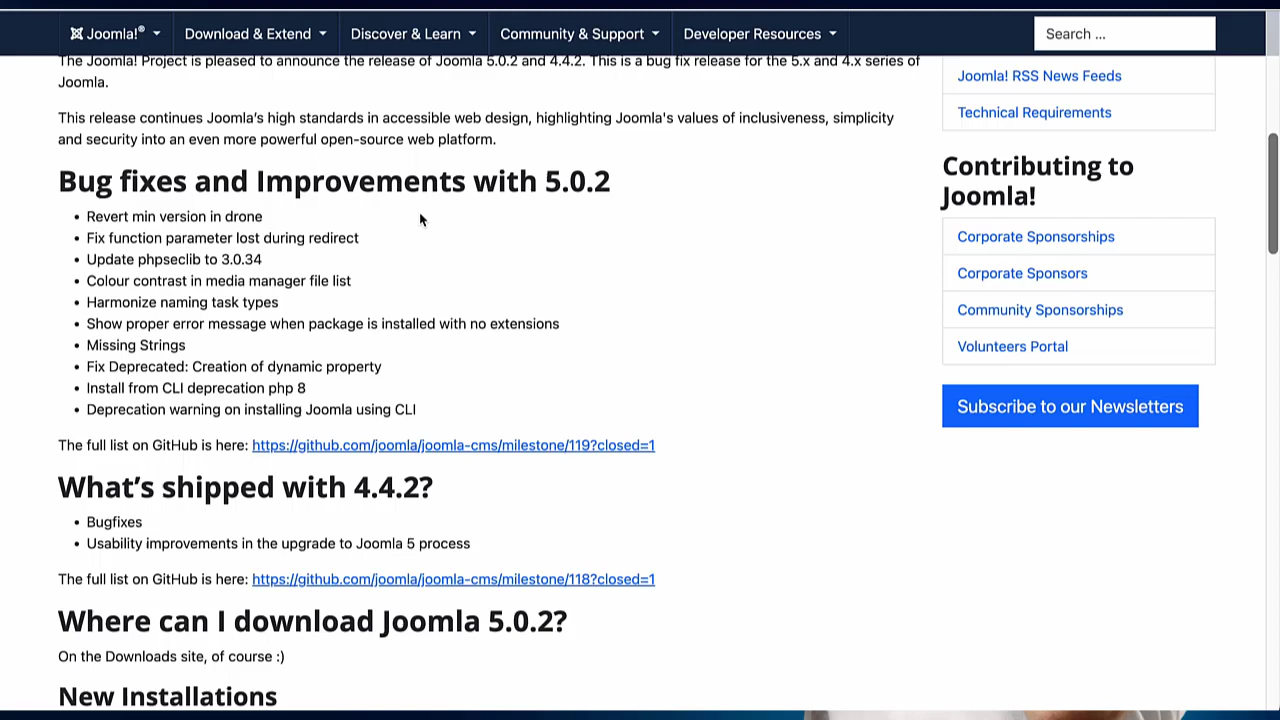 Joomla!® Download & Extend Discover & Learn Community & Support Developer Resources Search ...
The Joomla! Project is pleased to announce the release of Joomla 5.0.2 and 4.4.2. This is a bug fix release for the 5.x and 4.x series of
Joomla.
This release continues Joomla's high standards in accessible web design, highlighting Joomla's values of inclusiveness, simplicity
and security into an even more powerful open-source web platform.
Bug fixes and Improvements with 5.0.2
• Revert min version in drone
• Fix function parameter lost during redirect
• Update phpseclib to 3.0.34
• Colour contrast in media manager file list
• Harmonize naming task types
• Show proper error message when package is installed with no extensions
• Missing Strings
• Fix Deprecated: Creation of dynamic property
• Install from CLI deprecation php 8
• Deprecation warning on installing Joomla using CLI
The full list on GitHub is here: https://github.com/joomla/joomla-cms/milestone/119?closed=1
What's shipped with 4.4.2?
• Bugfixes
• Usability improvements in the upgrade to Joomla 5 process
The full list on GitHub is here: https://github.com/joomla/joomla-cms/milestone/118?closed=1
Where can I download Joomla 5.0.2?
On the Downloads site, of course :)
New Installations
Joomla! RSS News Feeds
Technical Requirements
Contributing to
Joomla!
Corporate Sponsorships
Corporate Sponsors
Community Sponsorships
Volunteers Portal
Subscribe to our Newsletters